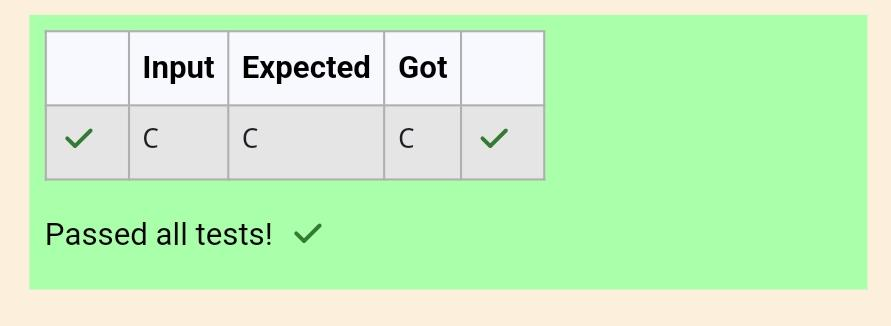 Input Expected Got
C C C
Passed all tests!